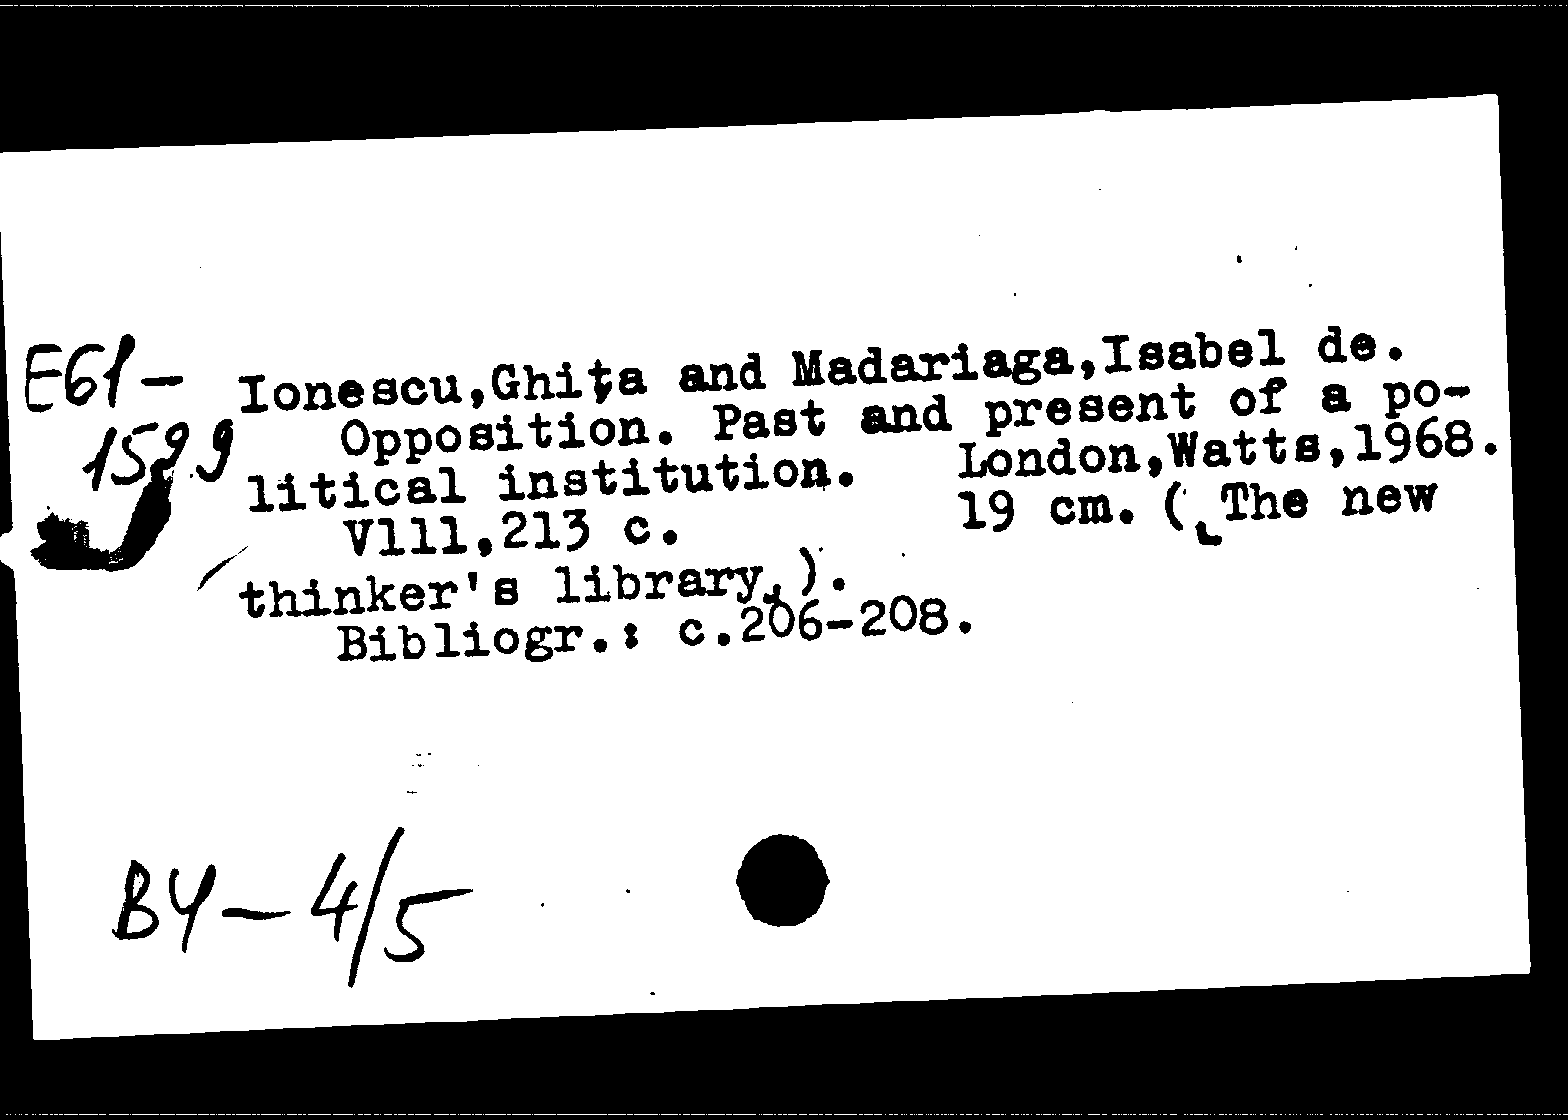 E61-
1599
Ionescu,Ghiţa and Madariaga,Isabel de.
Opposition. Past and present of a po-
litical institution. London,Watts,1968.
V111,213 c. 19 cm. ( The new
thinker's library ).
Bibliogr.: c.206-208.
ВУ-4/5